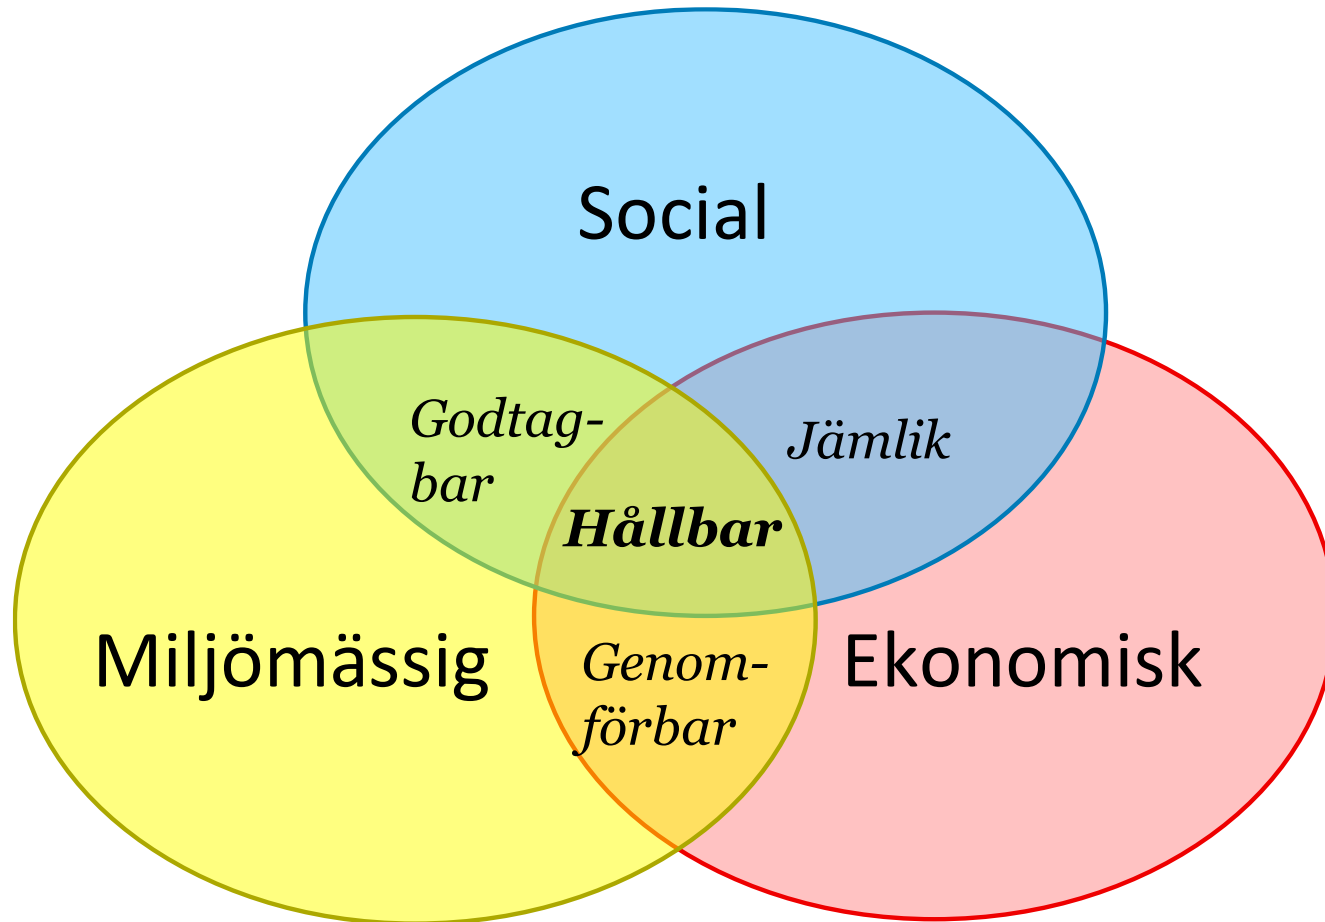 Social
Godtag-
bar
Jämlik
Hållbar
Miljömässig
Genom-
förbar
Ekonomisk